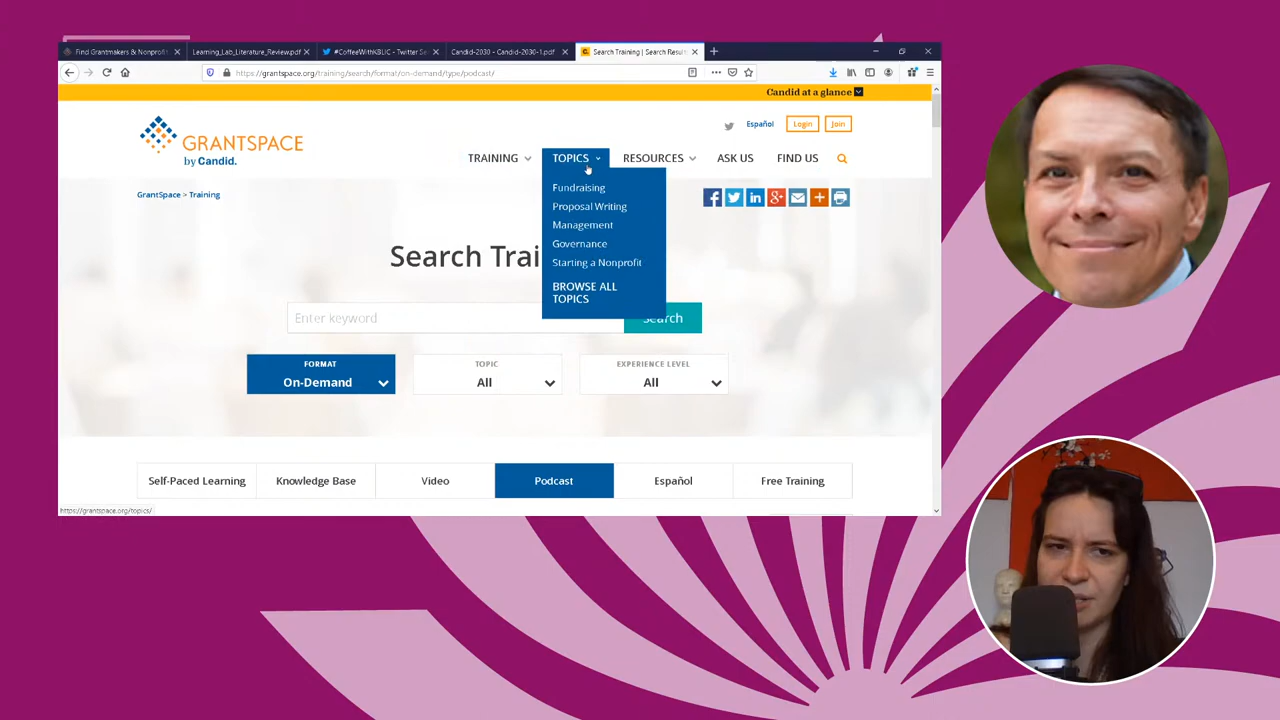 Find Grantmakers & Nonprofi
Learning_Lab_Literature_Review.pdf
#CoffeeWithKBLIC - Twitter Se
Candid-2030 - Candid-2030-1.pdf
Search Training | Search Resul
https://grantspace.org/training/search/format/on-demand/type/podcast/
Candid at a glance
GRANTSPACE
by Candid.
Español
Login
Join
TRAINING
TOPICS
RESOURCES
ASK US
FIND US
GrantSpace > Training
Fundraising
Proposal Writing
Management
Governance
Starting a Nonprofit
BROWSE ALL
TOPICS
Search Trai
Enter keyword
Search
FORMAT
On-Demand
TOPIC
All
EXPERIENCE LEVEL
All
Self-Paced Learning
Knowledge Base
Video
Podcast
Español
Free Training
https://grantspace.org/topics/